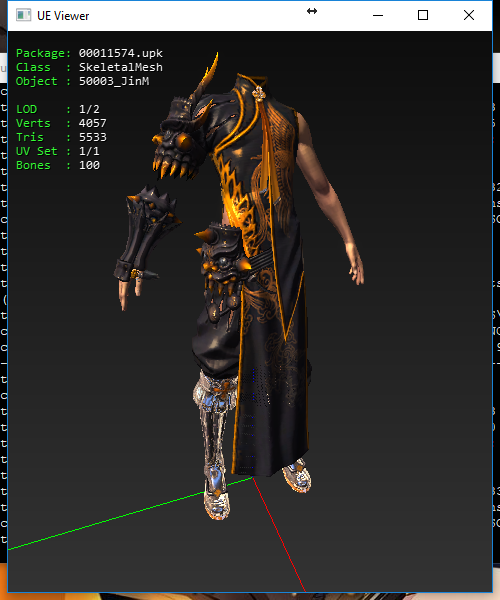 UE Viewer
Package: 00011574.upk
Class  : SkeletalMesh
Object : 50003_JinM
LOD    : 1/2
Verts  : 4057
Tris   : 5533
UV Set : 1/1
Bones  : 100